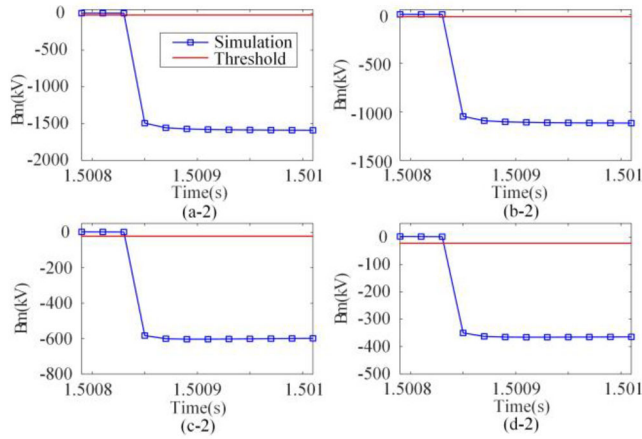 0
-500
-1000
-1500
-2000
Bm(kV)
Simulation
Threshold
1.5008
1.5009
1.501
Time(s)
(a-2)
0
-500
-1000
-1500
Bm(kV)
1.5008
1.5009
1.501
Time(s)
(b-2)
0
-200
-400
-600
-800
Bm(kV)
1.5008
1.5009
1.501
Time(s)
(c-2)
0
-100
-200
-300
-400
-500
Bm(kV)
1.5008
1.5009
1.501
Time(s)
(d-2)